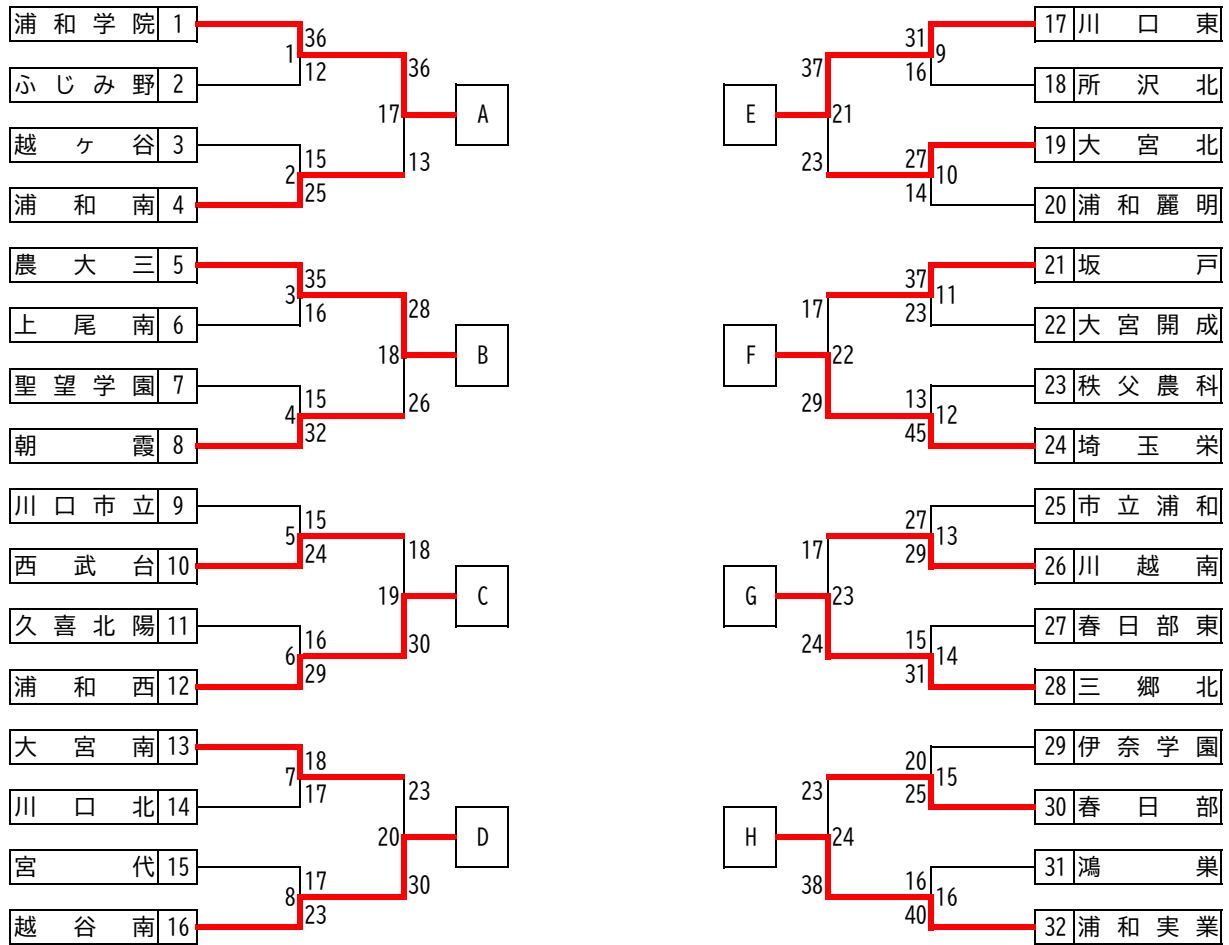 浦和学院 1
36
1
12
ふじみ野 2
36
17
A
13
越ヶ谷 3
15
2
25
浦和南 4
農大三 5
35
3
16
上尾南 6
28
18
B
26
聖望学園 7
15
4
32
朝霞 8
川口市立 9
15
5
24
西武台 10
18
19
C
30
久喜北陽 11
16
6
29
浦和西 12
大宮南 13
18
7
17
川口北 14
23
20
D
30
宮代 15
17
8
23
越谷南 16
17 川口東
31
9
16
18 所沢北
37
E
21
23
19 大宮北
27
10
14
20 浦和麗明
21 坂戸
37
11
23
22 大宮開成
17
F
22
29
23 秩父農科
13
12
45
24 埼玉栄
25 市立浦和
27
13
29
26 川越南
17
G
23
24
27 春日部東
15
14
31
28 三郷北
29 伊奈学園
20
15
25
30 春日部
23
H
24
38
31 鴻巣
16
16
40
32 浦和実業